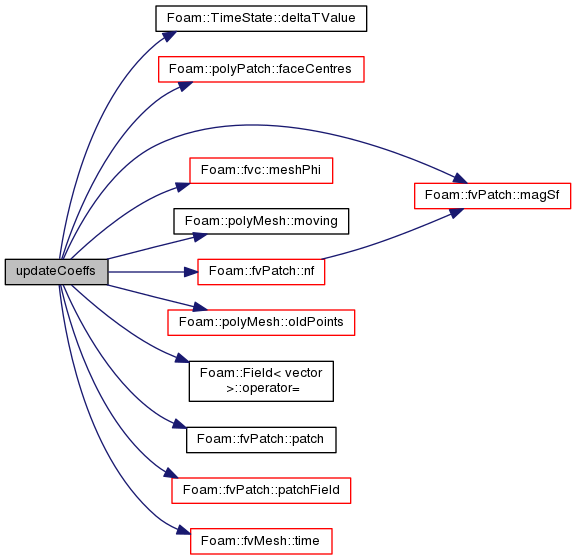 Foam::TimeState::deltaTValue
Foam::polyPatch::faceCentres
Foam::fvc::meshPhi
Foam::fvPatch::magSf
Foam::polyMesh::moving
updateCoeffs
Foam::fvPatch::nf
Foam::polyMesh::oldPoints
Foam::Field< vector
>::operator=
Foam::fvPatch::patch
Foam::fvPatch::patchField
Foam::fvMesh::time